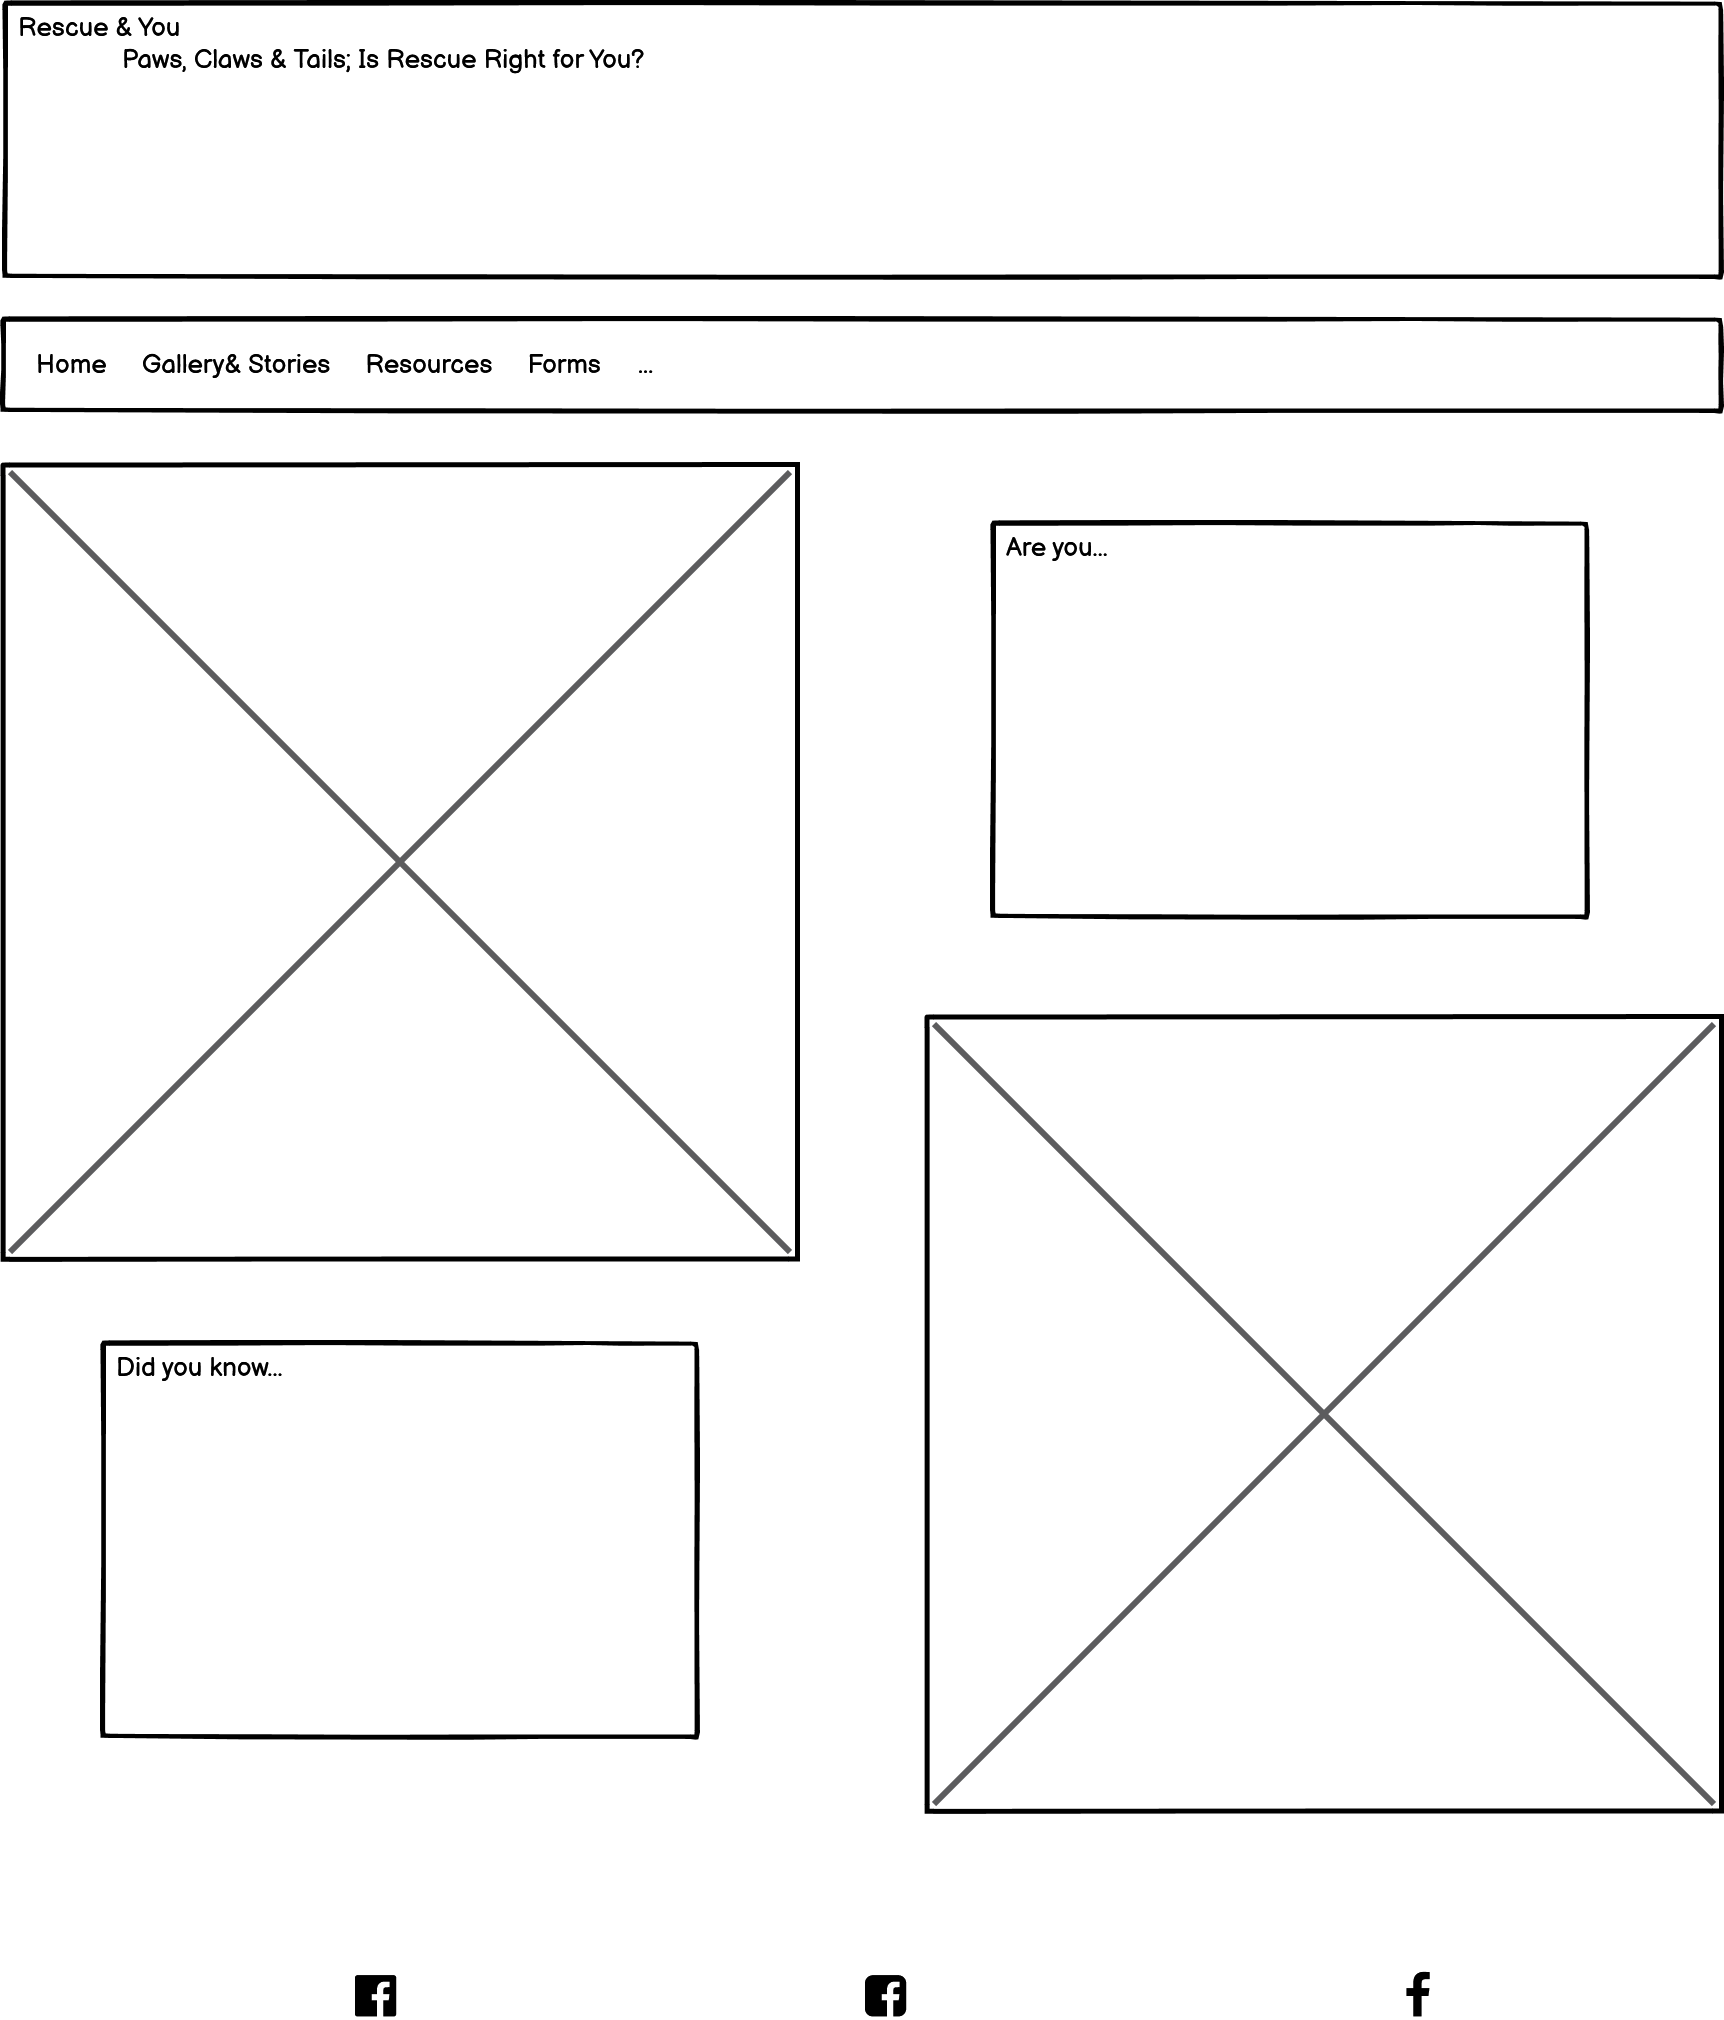 Rescue & You
Paws, Claws & Tails; Is Rescue Right for You?
Home Gallery& Stories Resources Forms ...
Are you...
Did you know...